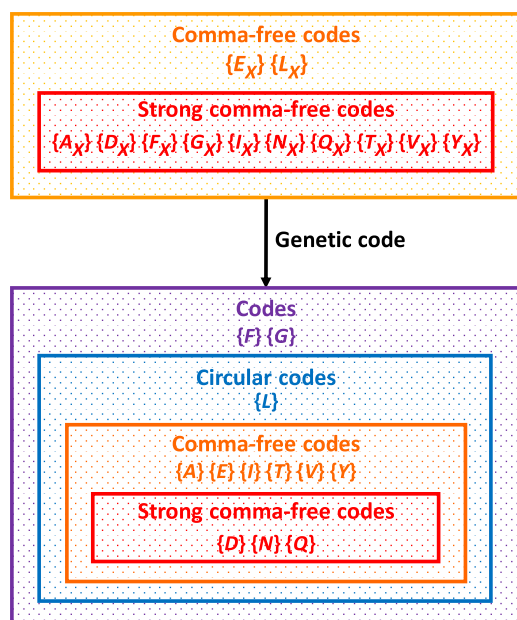 Comma-free codes
{E_X} {L_X}
Strong comma-free codes
{A_X} {D_X} {F_X} {G_X} {I_X} {N_X} {Q_X} {T_X} {V_X} {Y_X}
Genetic code
Codes
{F} {G}
Circular codes
{L}
Comma-free codes
{A} {E} {I} {T} {V} {Y}
Strong comma-free codes
{D} {N} {Q}